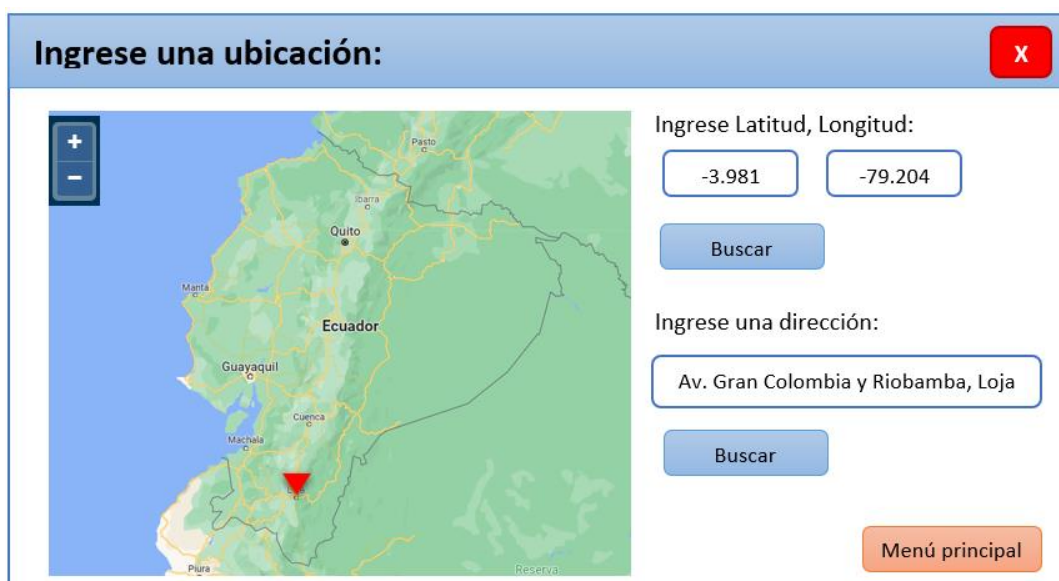 Ingrese una ubicación:
X
+
−
Pasto
Ibarra
Quito
Manta
Ecuador
Guayaquil
Cuenca
Machala
Piura
Reserva
Ingrese Latitud, Longitud:
-3.981
-79.204
Buscar
Ingrese una dirección:
Av. Gran Colombia y Riobamba, Loja
Buscar
Menú principal